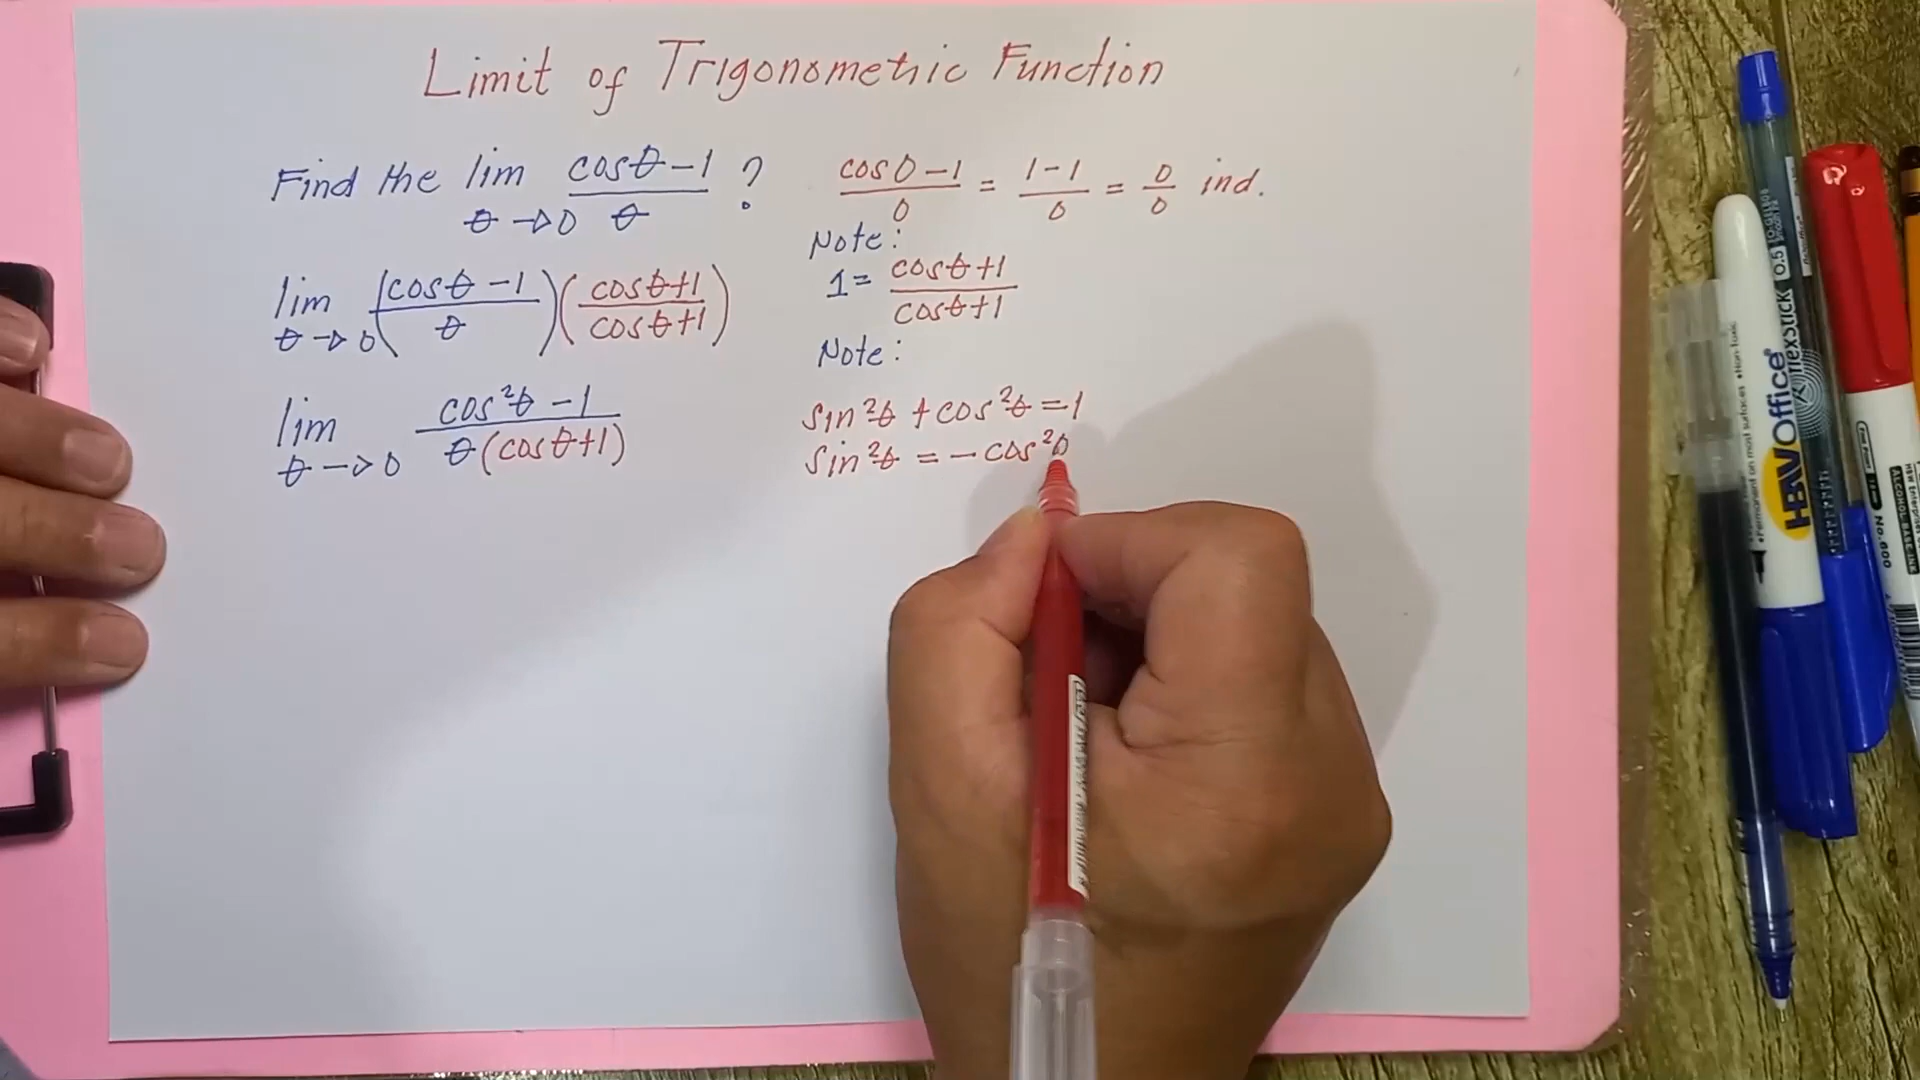 Limit of Trigonometric Function
Find the lim θ→0 (cosθ-1)/θ ?
cos0-1/0 = 1-1/0 = 0/0 ind.
Note:
1 = cosθ+1/cosθ+1
lim θ→0 (cosθ-1/θ)(cosθ+1/cosθ+1)
Note:
lim θ→0 cos²θ-1/θ(cosθ+1)
sin²θ + cos²θ = 1
sin²θ = -cos²θ
HBWOffice
FlexStick 0.5
No.600